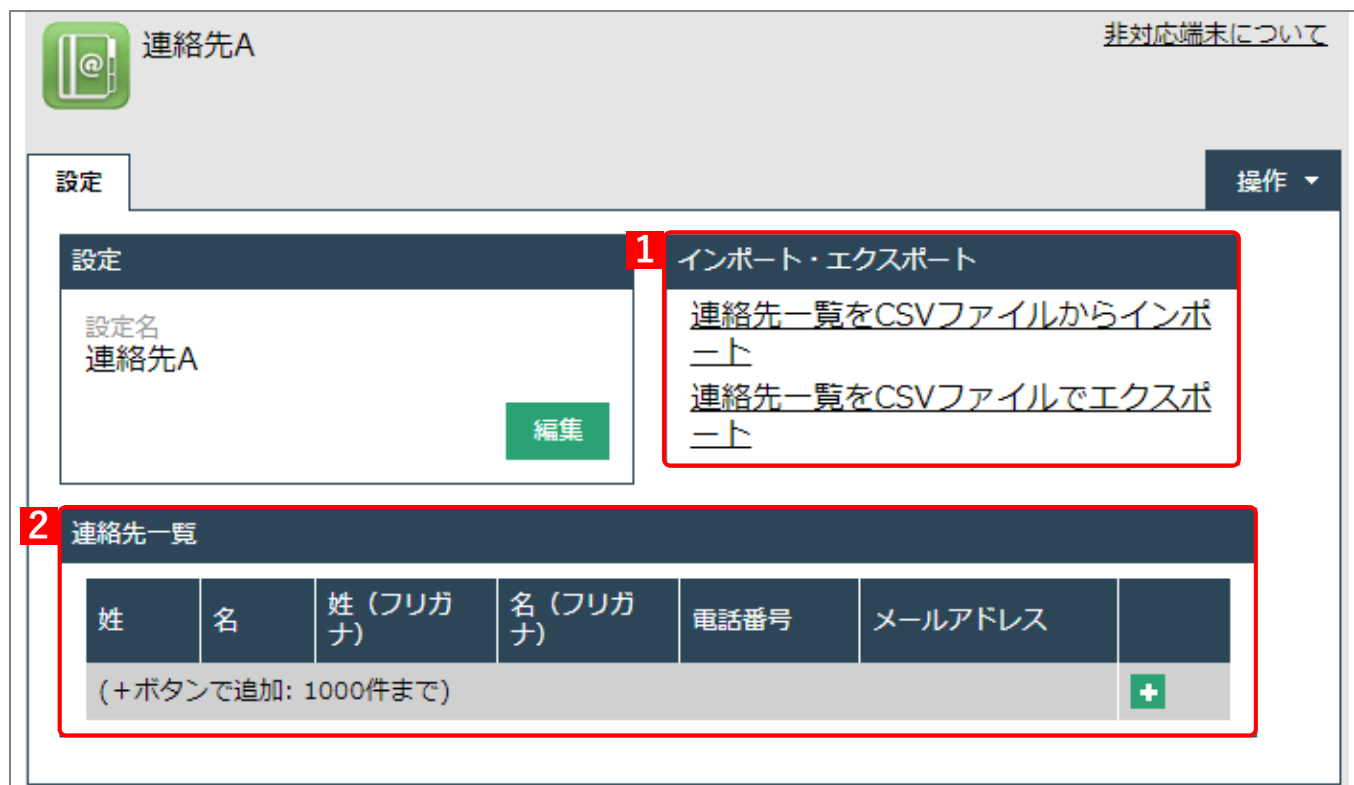 連絡先A
非対応端末について
設定
操作
設定
設定名
連絡先A
編集
1
インポート・エクスポート
連絡先一覧をCSVファイルからインポ
ート
連絡先一覧をCSVファイルでエクスポ
ート
2
連絡先一覧
姓
名
姓（フリガ
ナ）
名（フリガ
ナ）
電話番号
メールアドレス
(+ボタンで追加: 1000件まで)